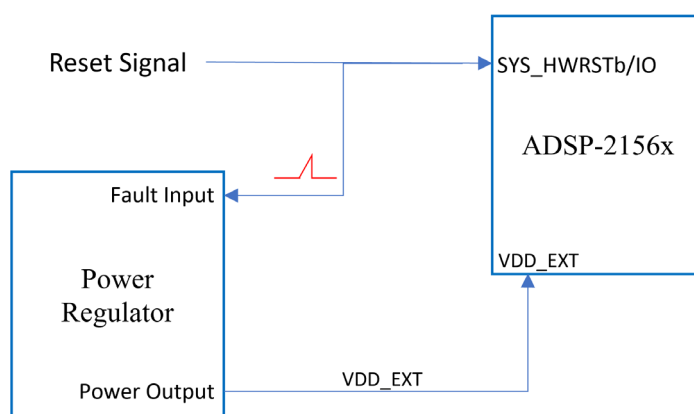 Reset Signal
SYS_HWRSTb/IO
ADSP-2156x
Fault Input
Power
Regulator
VDD_EXT
Power Output
VDD_EXT